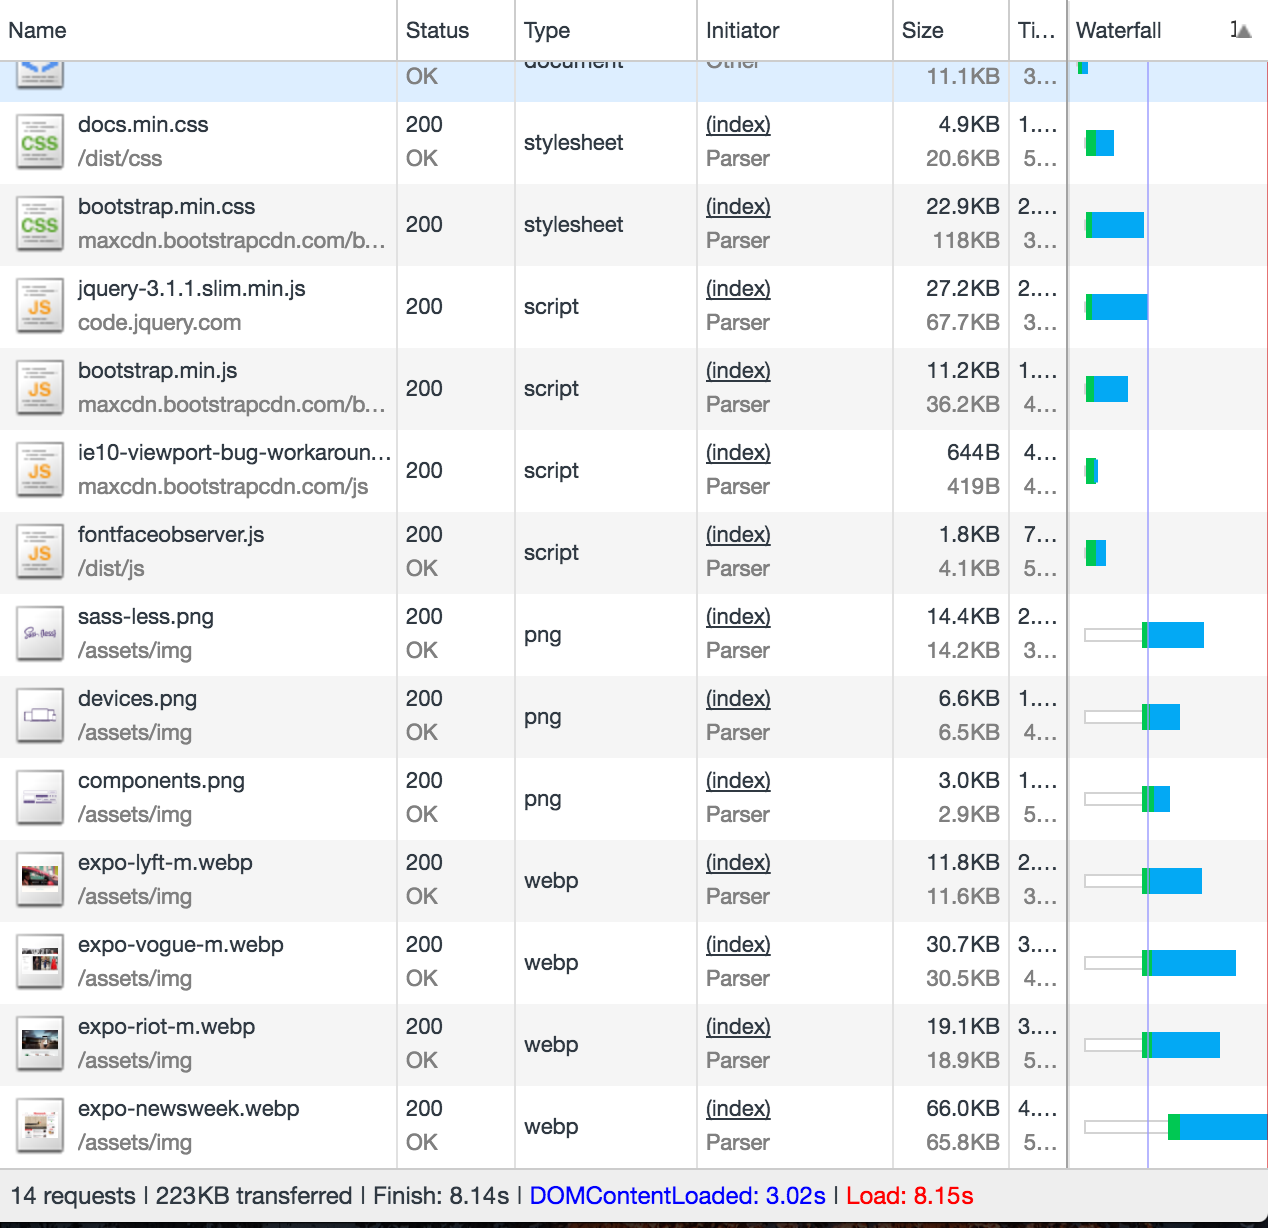 Name Status Type Initiator Size Ti... Waterfall
document Other
OK 11.1KB 3...
docs.min.css 200 (index) 4.9KB 1....
CSS stylesheet
/dist/css OK Parser 20.6KB 5...
bootstrap.min.css (index) 22.9KB 2....
CSS 200 stylesheet
maxcdn.bootstrapcdn.com/b... Parser 118KB 3...
jquery-3.1.1.slim.min.js (index) 27.2KB 2....
JS 200 script
code.jquery.com Parser 67.7KB 3...
bootstrap.min.js (index) 11.2KB 1....
JS 200 script
maxcdn.bootstrapcdn.com/b... Parser 36.2KB 4...
ie10-viewport-bug-workaroun... (index) 644B 4...
JS 200 script
maxcdn.bootstrapcdn.com/js Parser 419B 4...
fontfaceobserver.js 200 (index) 1.8KB 7...
JS script
/dist/js OK Parser 4.1KB 5...
sass-less.png 200 (index) 14.4KB 2....
png
/assets/img OK Parser 14.2KB 3...
devices.png 200 (index) 6.6KB 1....
png
/assets/img OK Parser 6.5KB 4...
components.png 200 (index) 3.0KB 1....
png
/assets/img OK Parser 2.9KB 5...
expo-lyft-m.webp 200 (index) 11.8KB 2....
webp
/assets/img OK Parser 11.6KB 3...
expo-vogue-m.webp 200 (index) 30.7KB 3....
webp
/assets/img OK Parser 30.5KB 4...
expo-riot-m.webp 200 (index) 19.1KB 3....
webp
/assets/img OK Parser 18.9KB 5...
expo-newsweek.webp 200 (index) 66.0KB 4....
webp
/assets/img OK Parser 65.8KB 5...
14 requests | 223KB transferred | Finish: 8.14s | DOMContentLoaded: 3.02s | Load: 8.15s